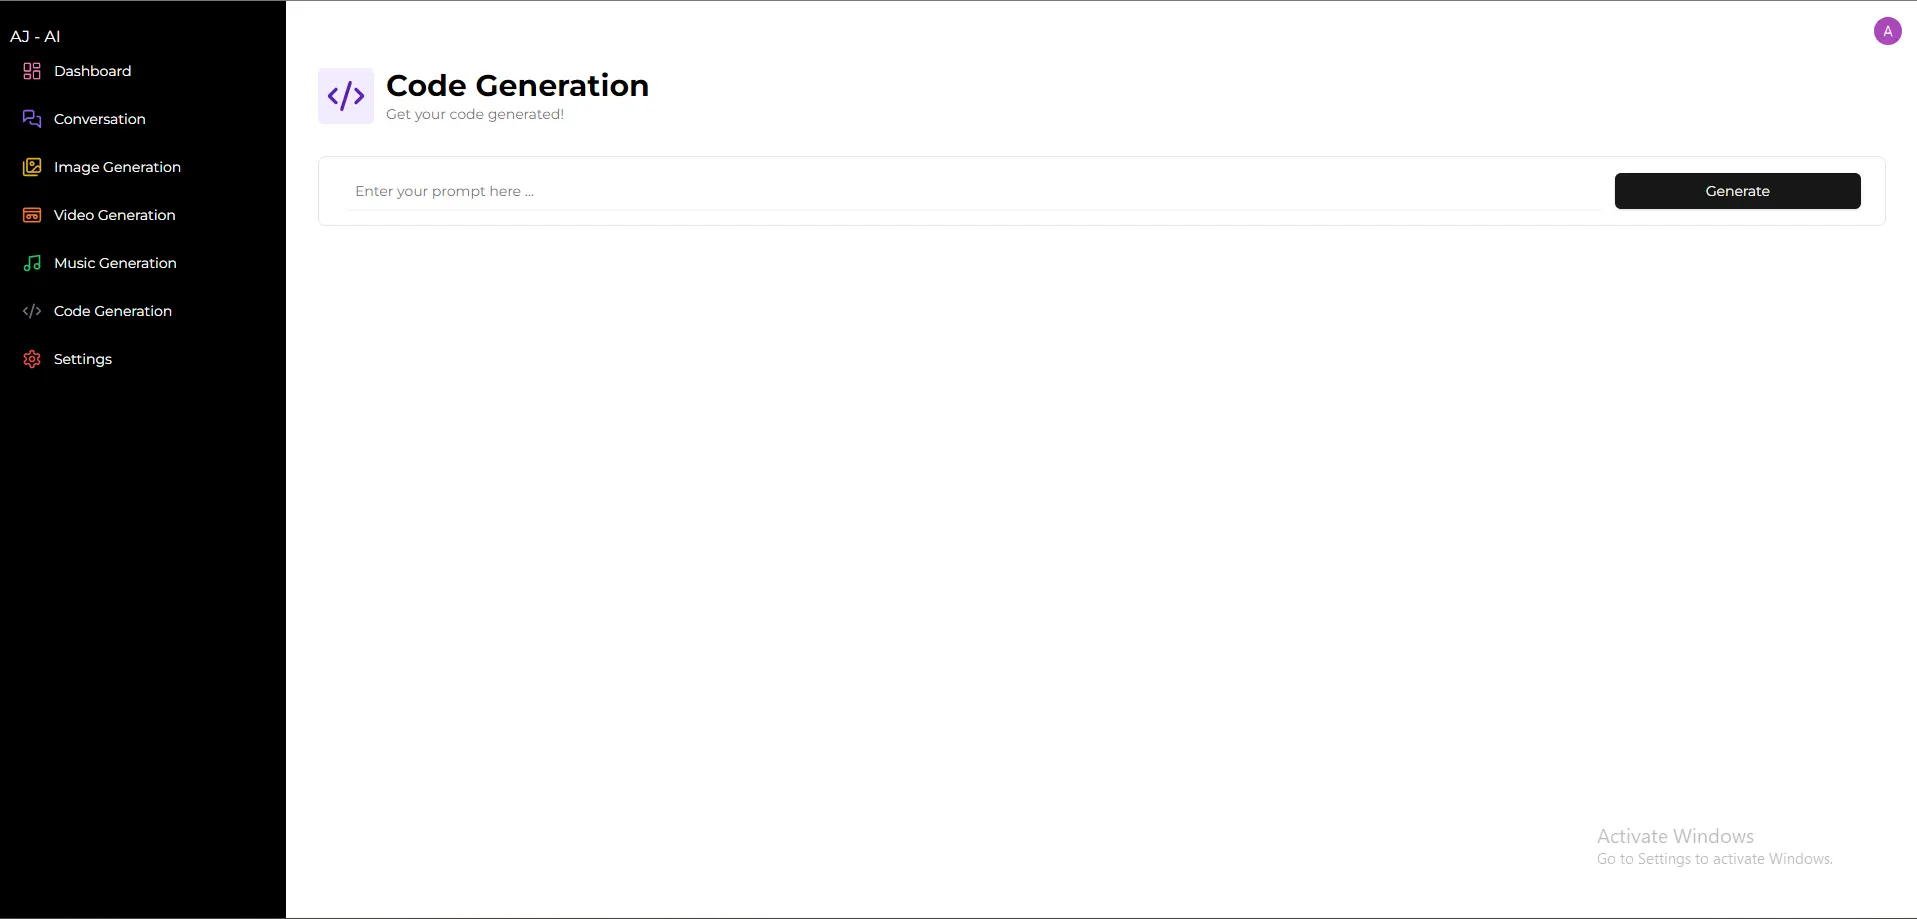 AJ - AI
Dashboard
Conversation
Image Generation
Video Generation
Music Generation
Code Generation
Settings
A
Code Generation
Get your code generated!
Enter your prompt here ...
Generate
Activate Windows
Go to Settings to activate Windows.